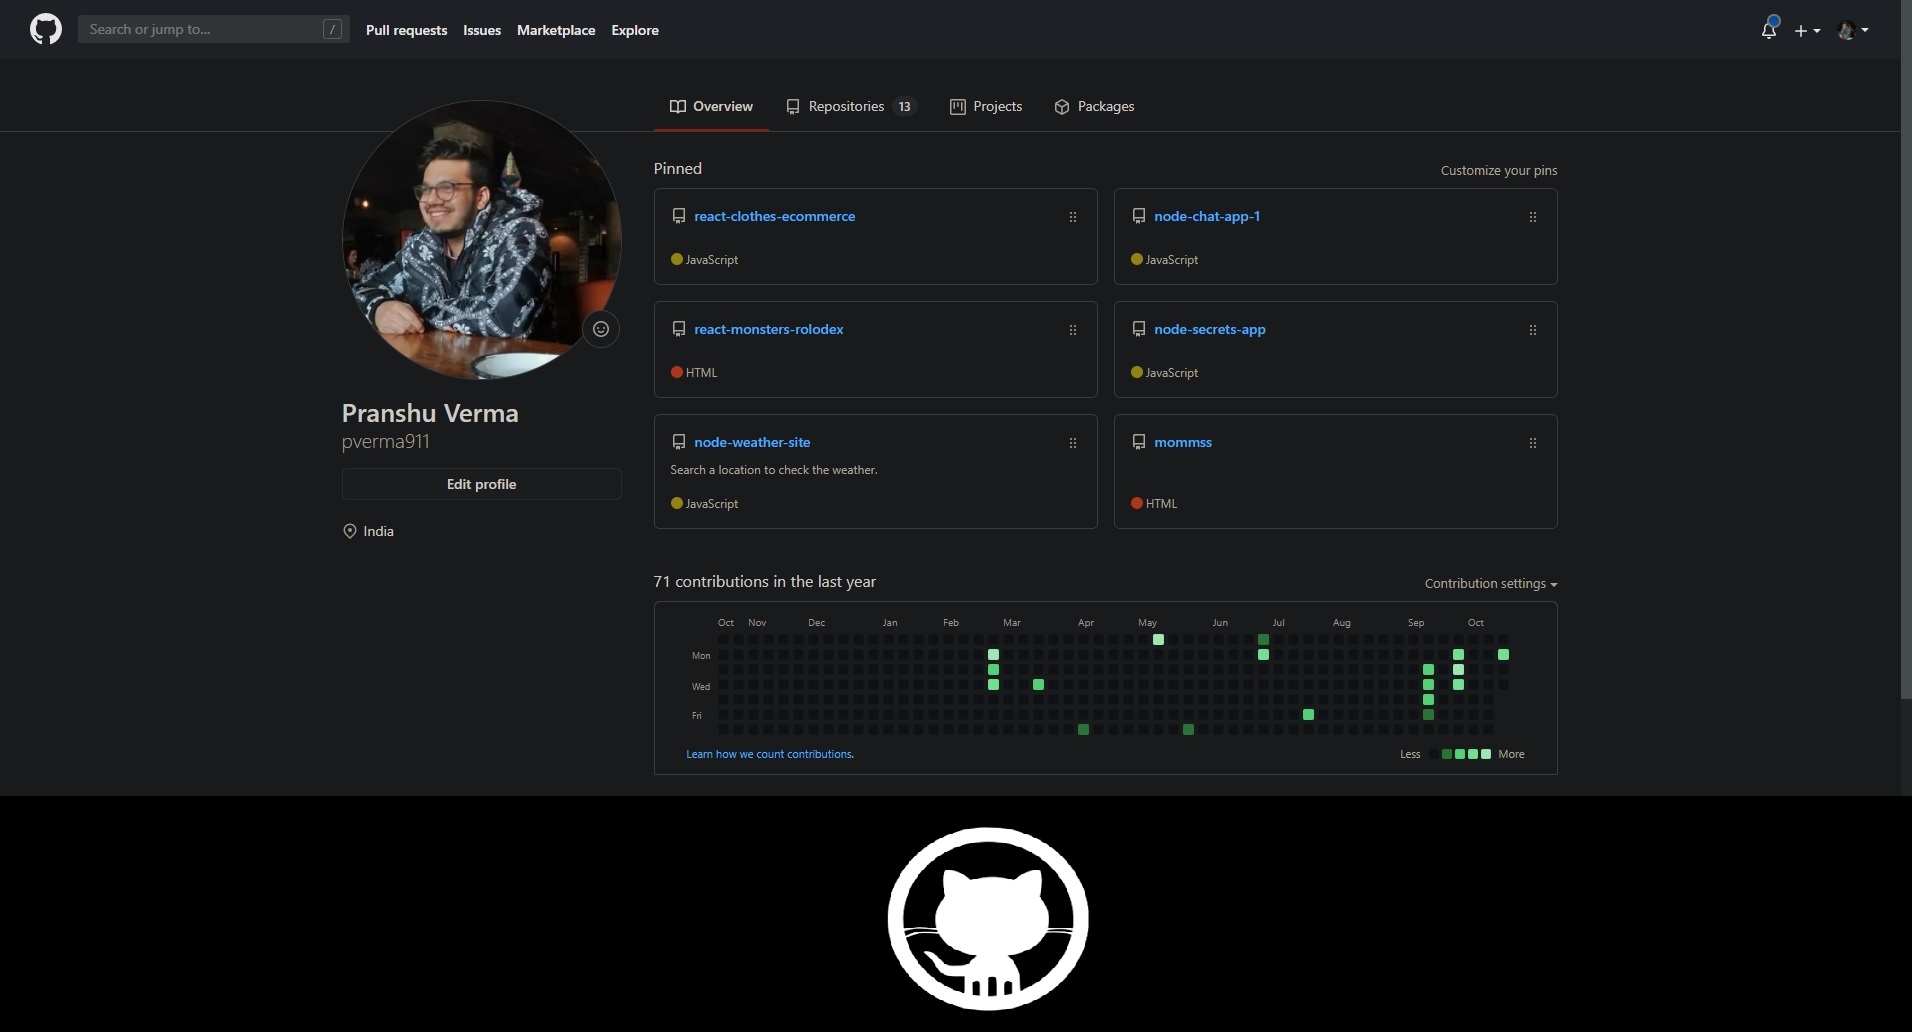 Search or jump to...
/
Pull requests
Issues
Marketplace
Explore
Overview
Repositories 13
Projects
Packages
Pranshu Verma
pverma911
Edit profile
India
Pinned
Customize your pins
react-clothes-ecommerce
JavaScript
node-chat-app-1
JavaScript
react-monsters-rolodex
HTML
node-secrets-app
JavaScript
node-weather-site
Search a location to check the weather.
JavaScript
mommss
HTML
71 contributions in the last year
Contribution settings
Oct Nov Dec Jan Feb Mar Apr May Jun Jul Aug Sep Oct
Mon
Wed
Fri
Learn how we count contributions.
Less
More